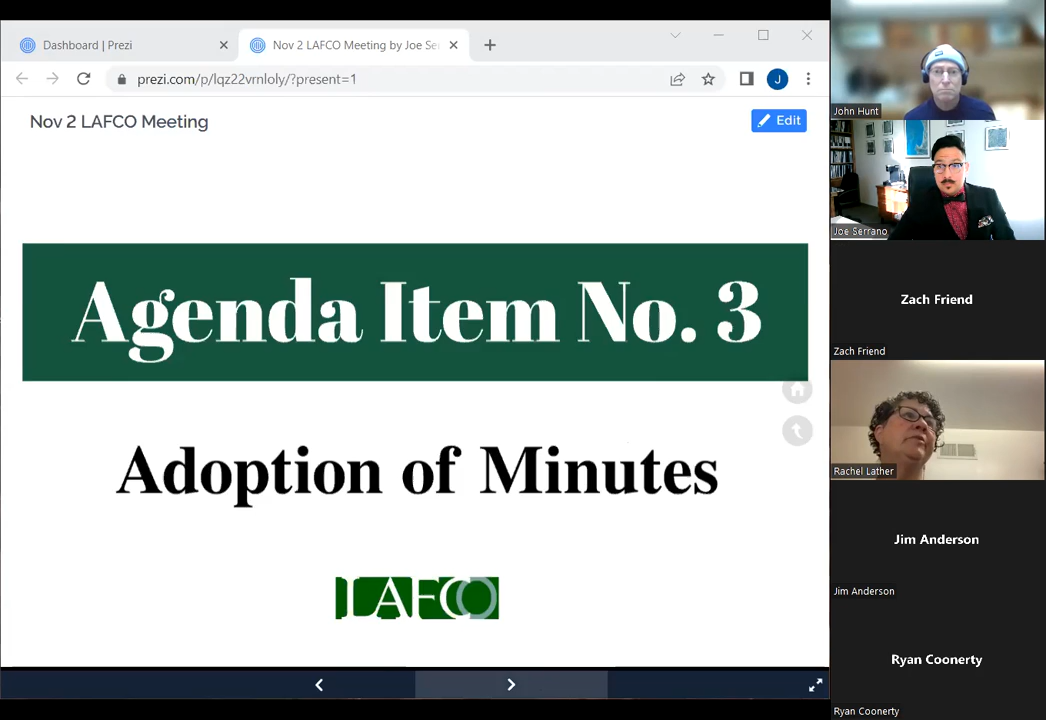 Dashboard | Prezi
Nov 2 LAFCO Meeting by Joe Se
prezi.com/p/lqz22vrnloly/?present=1
J
Nov 2 LAFCO Meeting
Edit
Agenda Item No. 3
Adoption of Minutes
LAFCO
John Hunt
Joe Serrano
Zach Friend
Zach Friend
Rachel Lather
Jim Anderson
Jim Anderson
Ryan Coonerty
Ryan Coonerty